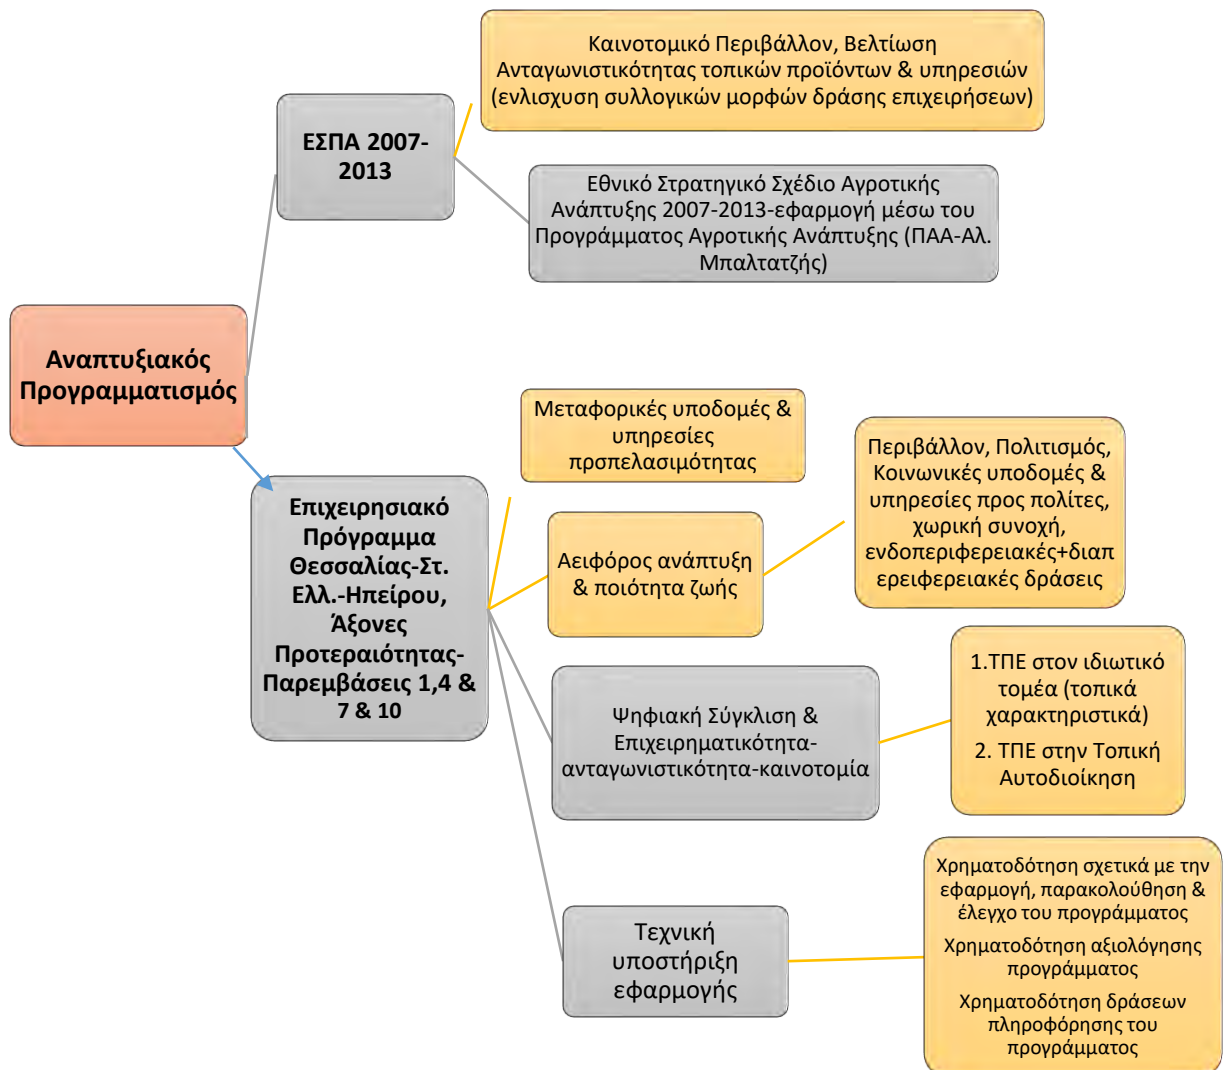 Καινοτομικό Περιβάλλον, Βελτίωση
Ανταγωνιστικότητας τοπικών προϊόντων & υπηρεσιών
(ενλισχυση συλλογικών μορφών δράσης επιχειρήσεων)
ΕΣΠΑ 2007-
2013
Εθνικό Στρατηγικό Σχέδιο Αγροτικής
Ανάπτυξης 2007-2013-εφαρμογή μέσω του
Προγράμματος Αγροτικής Ανάπτυξης (ΠΑΑ-Αλ.
Μπαλτατζής)
Αναπτυξιακός
Προγραμματισμός
Μεταφορικές υποδομές &
υπηρεσίες
πρσπελασιμότητας
Περιβάλλον, Πολιτισμός,
Κοινωνικές υποδομές &
υπηρεσίες προς πολίτες,
χωρική συνοχή,
ενδοπεριφερειακές+διαπ
ερειφερειακές δράσεις
Επιχειρησιακό
Πρόγραμμα
Θεσσαλίας-Στ.
Ελλ.-Ηπείρου,
Άξονες
Προτεραιότητας-
Παρεμβάσεις 1,4 &
7 & 10
Αειφόρος ανάπτυξη
& ποιότητα ζωής
Ψηφιακή Σύγκλιση &
Επιχειρηματικότητα-
ανταγωνιστικότητα-καινοτομία
1.ΤΠΕ στον ιδιωτικό
τομέα (τοπικά
χαρακτηριστικά)
2. ΤΠΕ στην Τοπική
Αυτοδιοίκηση
Τεχνική
υποστήριξη
εφαρμογής
Χρηματοδότηση σχετικά με την
εφαρμογή, παρακολούθηση &
έλεγχο του προγράμματος
Χρηματοδότηση αξιολόγησης
προγράμματος
Χρηματοδότηση δράσεων
πληροφόρησης του
προγράμματος